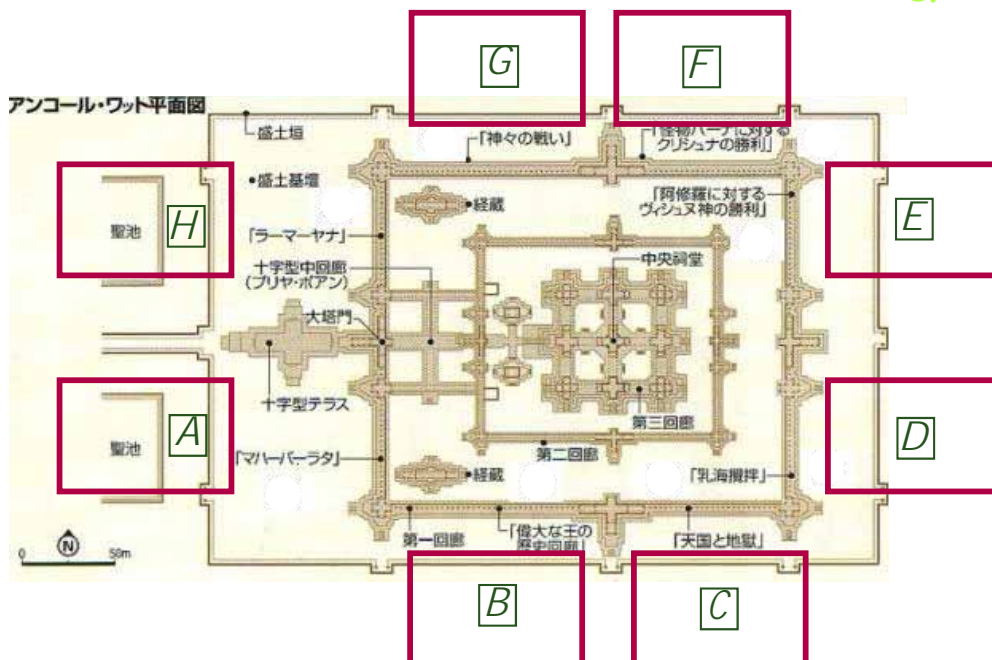 G
F
アンコール・ワット平面図
盛土垣
「神々の戦い」
「怪物バーナに対する
クリシュナの勝利」
盛土基壇
経蔵
「阿修羅に対する
ヴィシュヌ神の勝利」
H
E
聖池
「ラーマーヤナ」
中央祠堂
十字型中回廊
(プリヤ・ポアン)
大塔門
十字型テラス
第三回廊
A
D
聖池
「マハーバーラタ」
第二回廊
経蔵
「乳海攪拌」
第一回廊
「偉大な王の
歴史回廊」
「天国と地獄」
N
0
50m
B
C